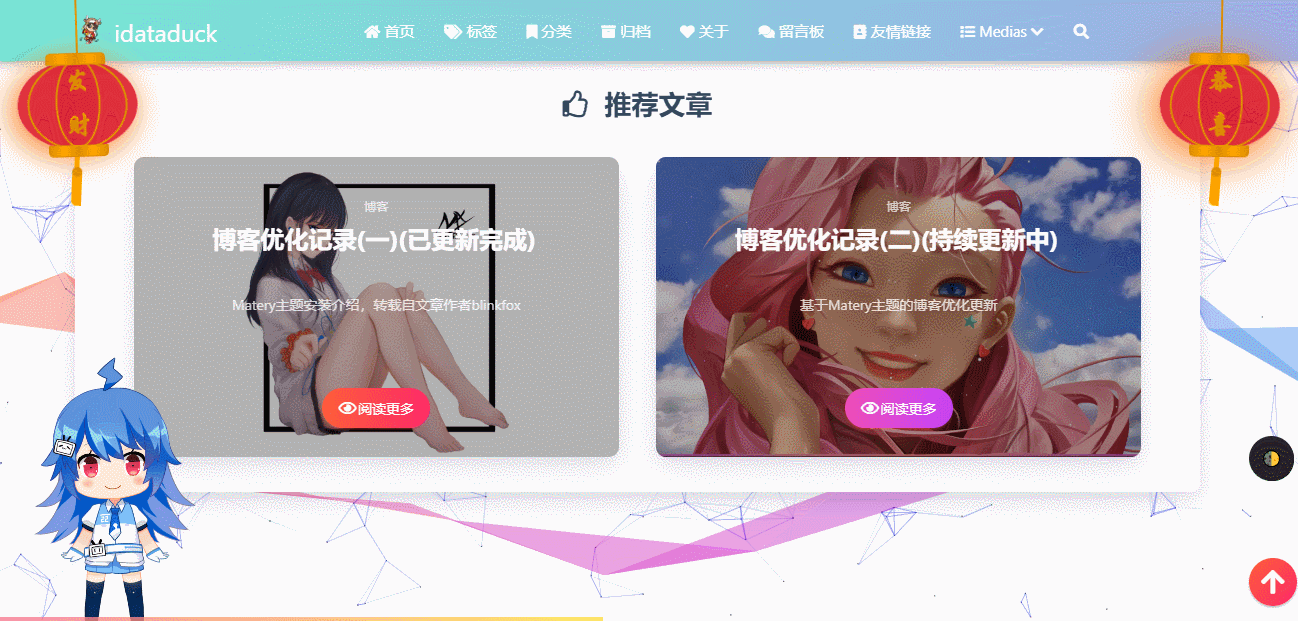 idataduck
首页
标签
分类
归档
关于
留言板
友情链接
Medias
发财
恭喜
推荐文章
博客
博客优化记录(一)(已更新完成)
Matery主题安装介绍，转载自文章作者blinkfox
阅读更多
博客
博客优化记录(二)(持续更新中)
基于Matery主题的博客优化更新
阅读更多